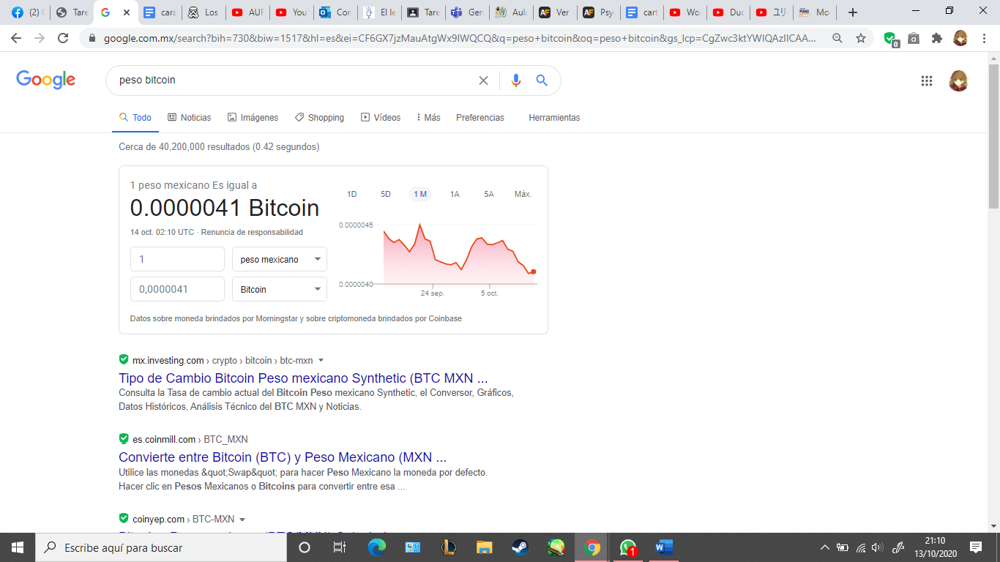 (2)
Tare
cara
Los
AUF
You
Cor
El le
Tare
Ger
Aula
Ver
Psy
cart
Wo
Duc
ユリ
Mo
google.com.mx/search?bih=730&biw=1517&hl=es&ei=CF6GX7jzMauAtgWx9IWQCQ&q=peso+bitcoin&oq=peso+bitcoin&gs_lcp=CgZwc3ktYWIQAzIICAA...
0
Google
peso bitcoin
Todo Noticias Imágenes Shopping Vídeos Más Preferencias Herramientas
Cerca de 40,200,000 resultados (0.42 segundos)
1 peso mexicano Es igual a
0.0000041 Bitcoin
14 oct. 02:10 UTC · Renuncia de responsabilidad
1 peso mexicano
0,0000041 Bitcoin
1D 5D 1 M 1A 5A Máx.
0.0000045
0.0000040
24 sep. 5 oct.
Datos sobre moneda brindados por Morningstar y sobre criptomoneda brindados por Coinbase
mx.investing.com › crypto › bitcoin › btc-mxn
Tipo de Cambio Bitcoin Peso mexicano Synthetic (BTC MXN ...
Consulta la Tasa de cambio actual del Bitcoin Peso mexicano Synthetic, el Conversor, Gráficos,
Datos Históricos, Análisis Técnico del BTC MXN y Noticias.
es.coinmill.com › BTC_MXN
Convierte entre Bitcoin (BTC) y Peso Mexicano (MXN ...
Utilice las monedas &quot;Swap&quot; para hacer Peso Mexicano la moneda por defecto.
Hacer clic en Pesos Mexicanos o Bitcoins para convertir entre esa ...
coinyep.com › BTC-MXN
Escribe aquí para buscar
1
21:10
13/10/2020